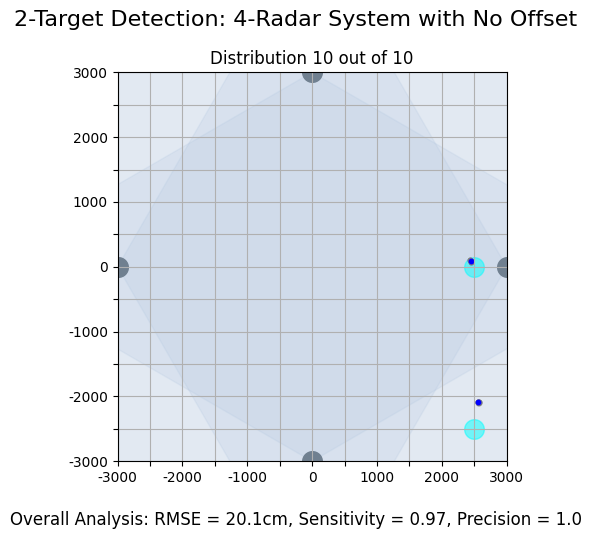 2-Target Detection: 4-Radar System with No Offset
Distribution 10 out of 10
3000
2000
1000
0
-1000
-2000
-3000
-3000 -2000 -1000 0 1000 2000 3000
Overall Analysis: RMSE = 20.1cm, Sensitivity = 0.97, Precision = 1.0